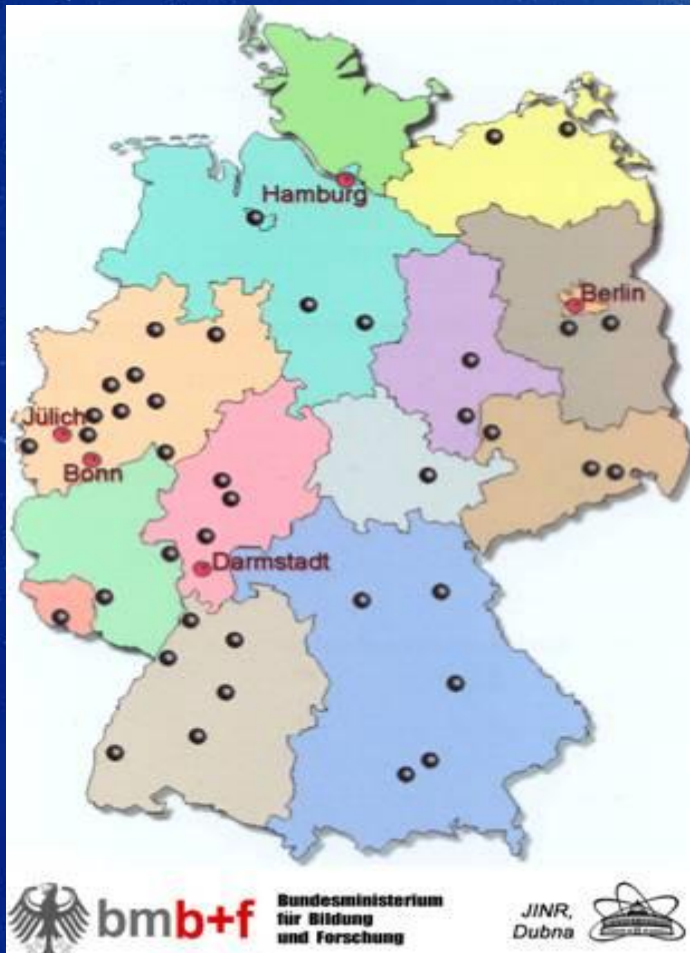 Hamburg
Berlin
Jülich
Bonn
Darmstadt
bmb+f
Bundesministerium
für Bildung
und Forschung
JINR,
Dubna